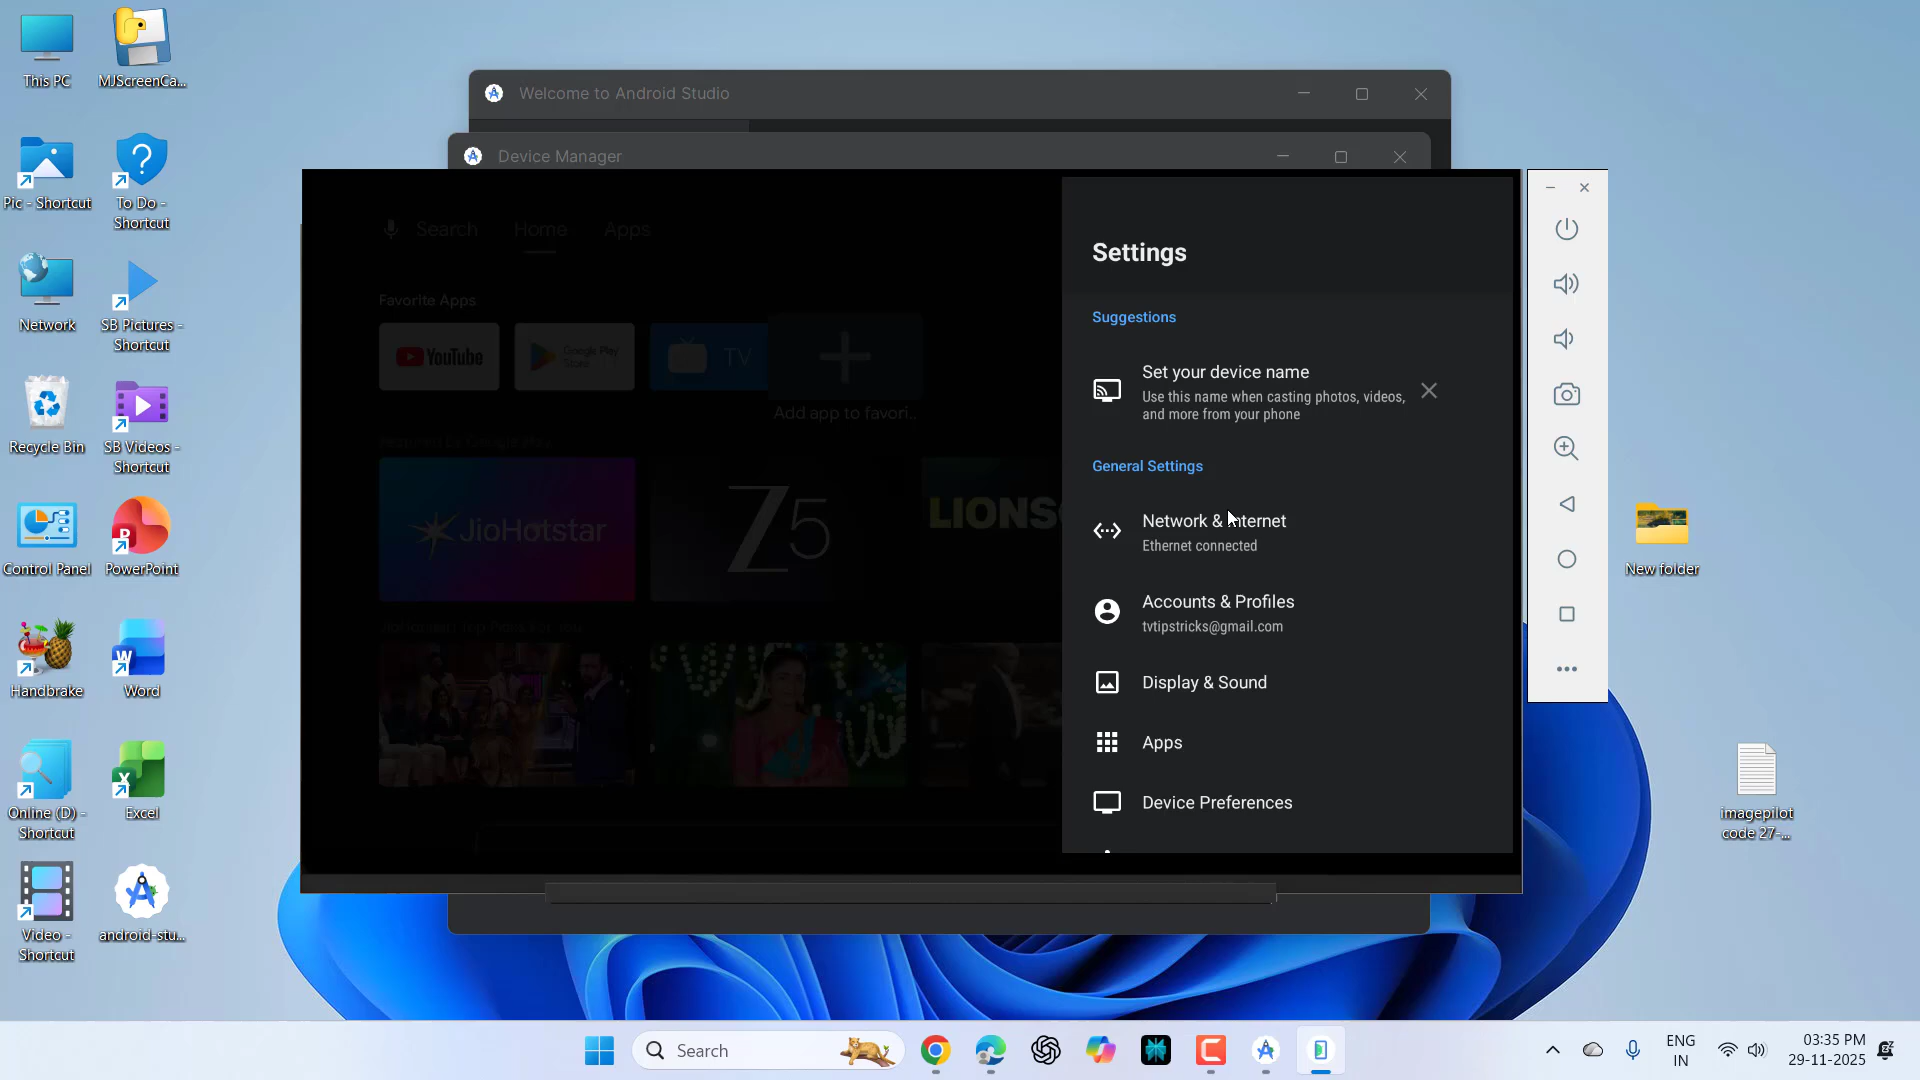 This PC
MJScreenCa...
Pic - Shortcut
To Do -
Shortcut
Network
SB Pictures -
Shortcut
Recycle Bin
SB Videos -
Shortcut
Control Panel
PowerPoint
Handbrake
Word
Online (D) -
Shortcut
Excel
Video -
Shortcut
android-stu...
Welcome to Android Studio
Device Manager
Search
Home
Apps
Favorite Apps
YouTube
Google Play
Store
TV
Add app to favori..
JioHotstar
Z5
LIONS
Settings
Suggestions
Set your device name
Use this name when casting photos, videos,
and more from your phone
General Settings
Network & Internet
Ethernet connected
Accounts & Profiles
tvtipstricks@gmail.com
Display & Sound
Apps
Device Preferences
New folder
imagepilot
code 27-...
Search
ENG
IN
03:35 PM
29-11-2025